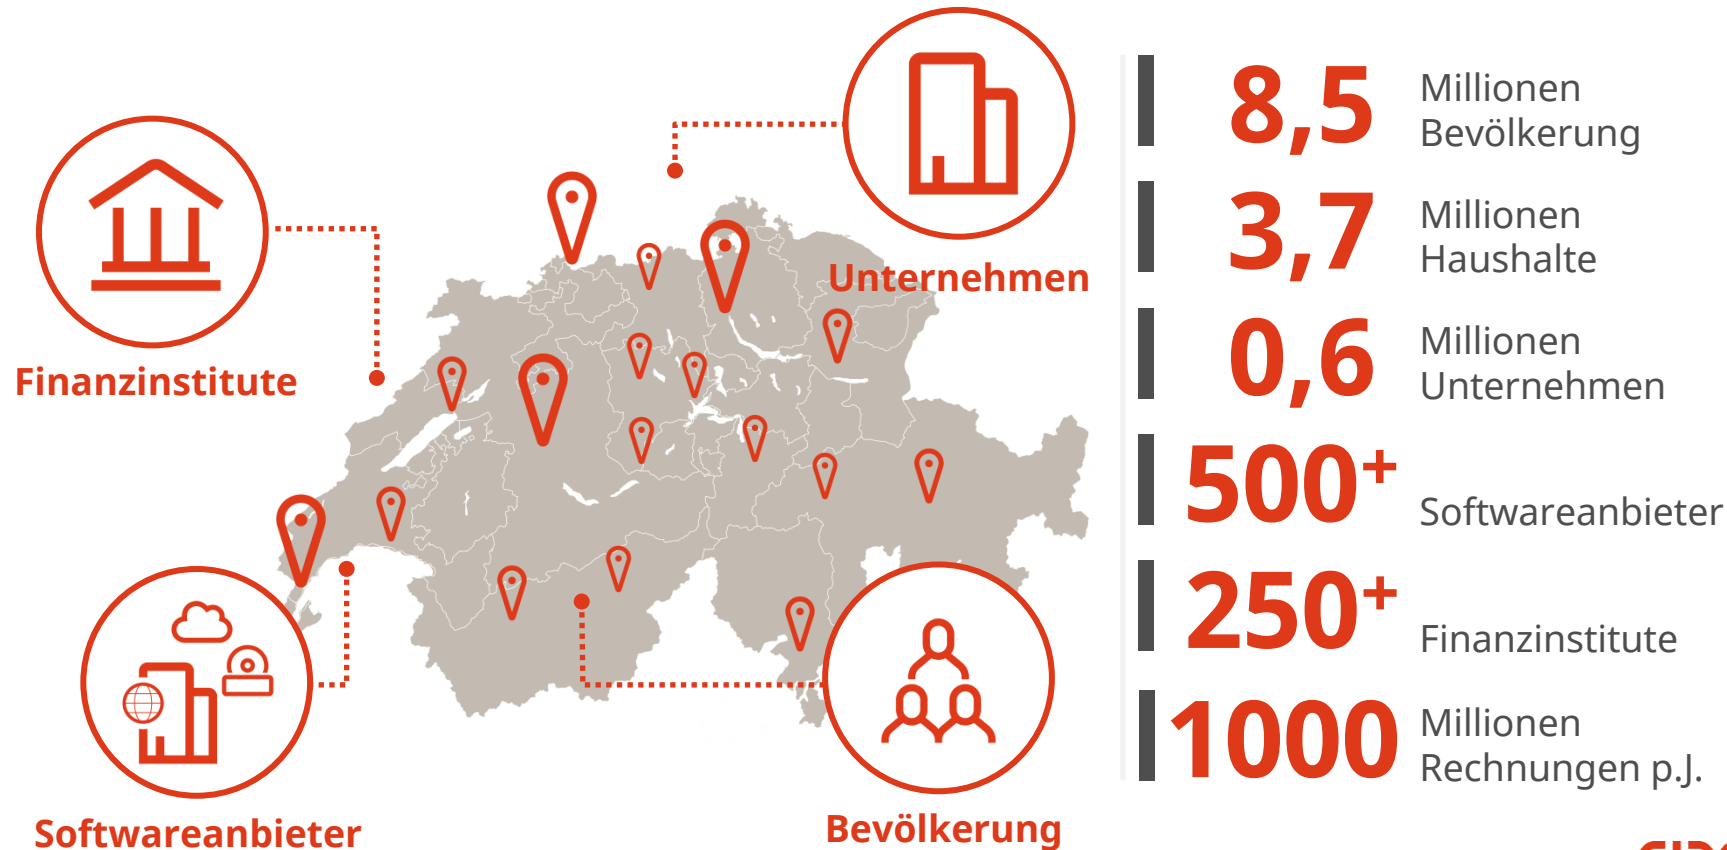 Unternehmen
Finanzinstitute
Softwareanbieter
Bevölkerung
8,5 Millionen
Bevölkerung
3,7 Millionen
Haushalte
0,6 Millionen
Unternehmen
500+ Softwareanbieter
250+ Finanzinstitute
1000 Millionen
Rechnungen p.J.